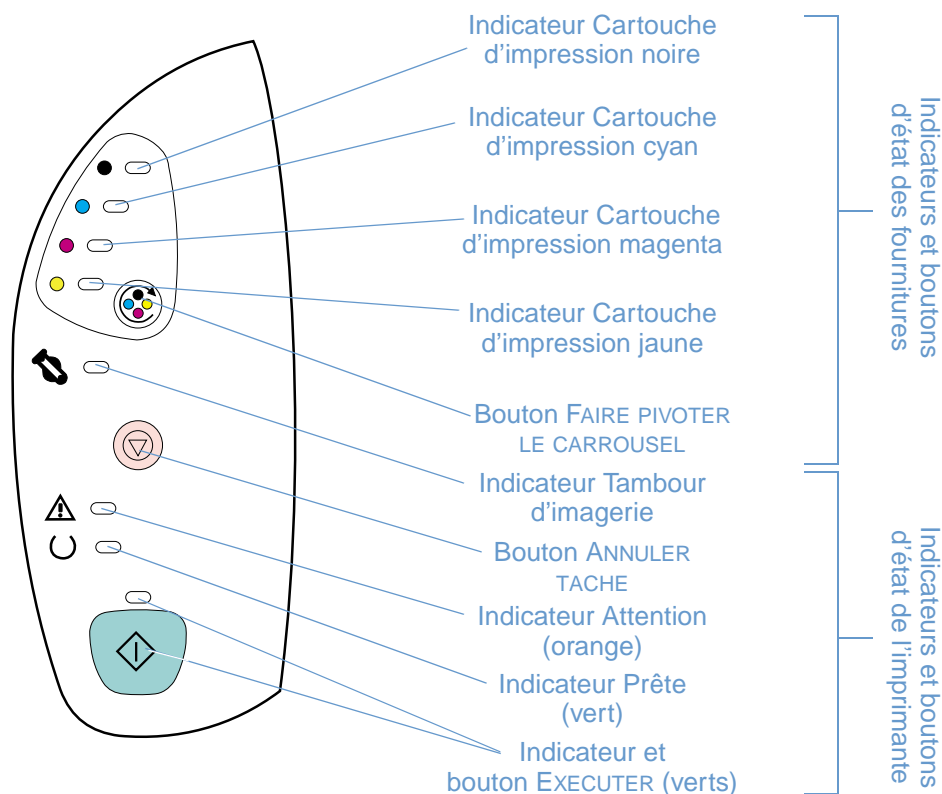 Indicateur Cartouche
d’impression noire
Indicateur Cartouche
d’impression cyan
Indicateur Cartouche
d’impression magenta
Indicateur Cartouche
d’impression jaune
Bouton FAIRE PIVOTER
LE CARROUSEL
Indicateur Tambour
d’imagerie
Bouton ANNULER
TACHE
Indicateur Attention
(orange)
Indicateur Prête
(vert)
Indicateur et
bouton EXECUTER (verts)
Indicateurs et boutons
d’état des fournitures
Indicateurs et boutons
d’état de l’imprimante